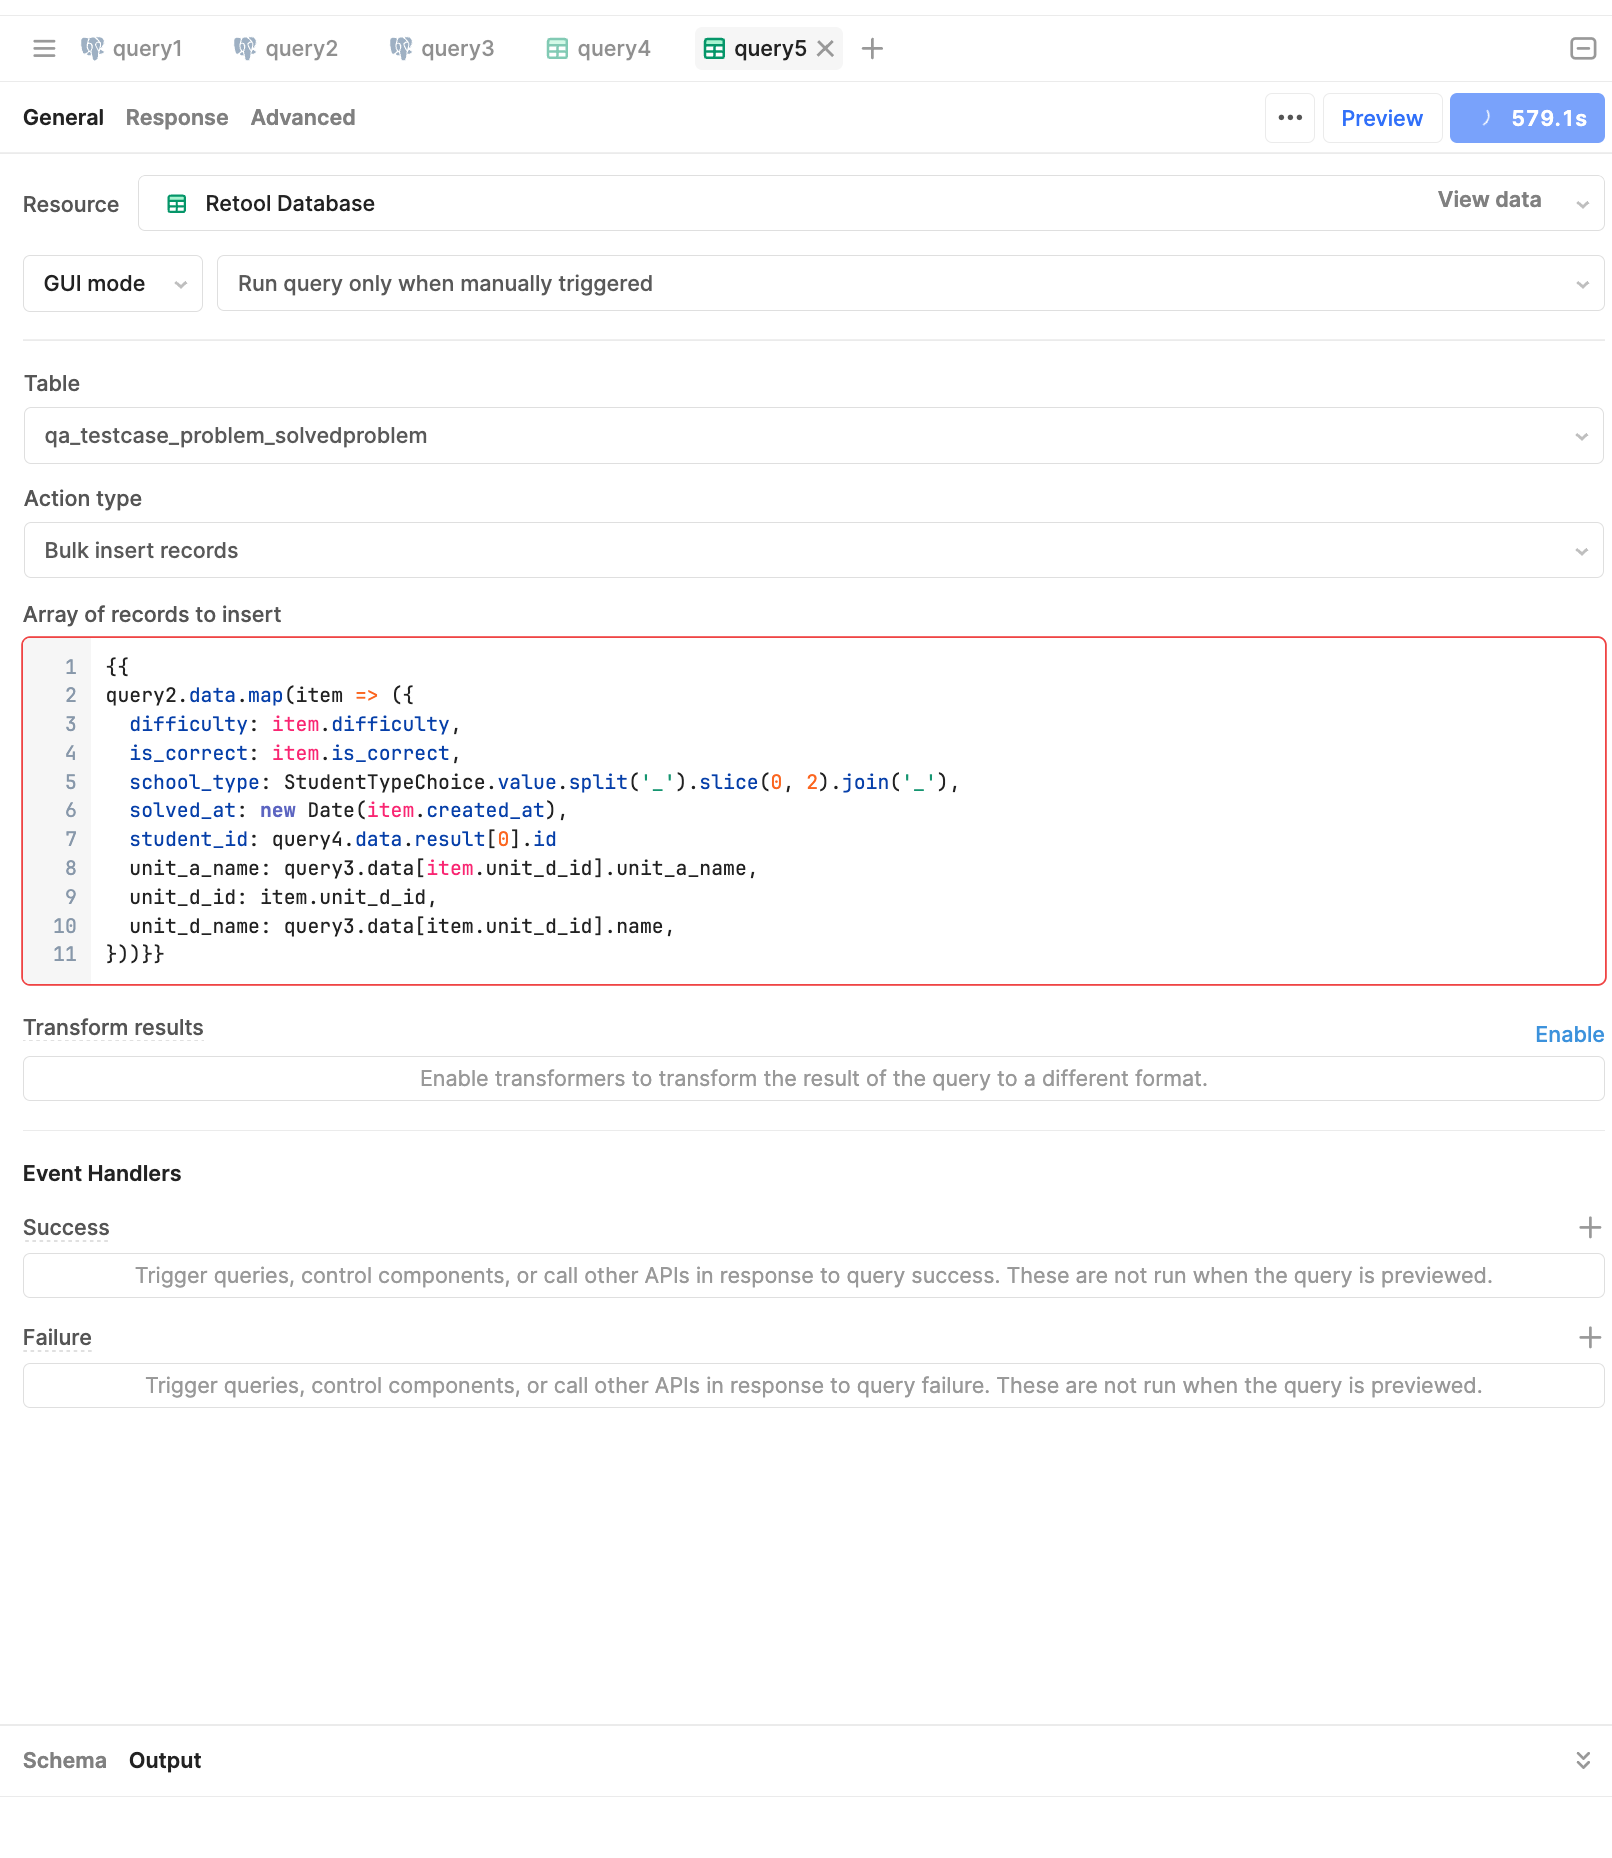 query1 query2 query3 query4 query5
General Response Advanced Preview 579.1s
Resource Retool Database View data
GUI mode Run query only when manually triggered
Table
qa_testcase_problem_solvedproblem
Action type
Bulk insert records
Array of records to insert
1 {{
2 query2.data.map(item => ({
3 difficulty: item.difficulty,
4 is_correct: item.is_correct,
5 school_type: StudentTypeChoice.value.split('_').slice(0, 2).join('_'),
6 solved_at: new Date(item.created_at),
7 student_id: query4.data.result[0].id
8 unit_a_name: query3.data[item.unit_d_id].unit_a_name,
9 unit_d_id: item.unit_d_id,
10 unit_d_name: query3.data[item.unit_d_id].name,
11 }))}}
Transform results Enable
Enable transformers to transform the result of the query to a different format.
Event Handlers
Success
Trigger queries, control components, or call other APIs in response to query success. These are not run when the query is previewed.
Failure
Trigger queries, control components, or call other APIs in response to query failure. These are not run when the query is previewed.
Schema Output